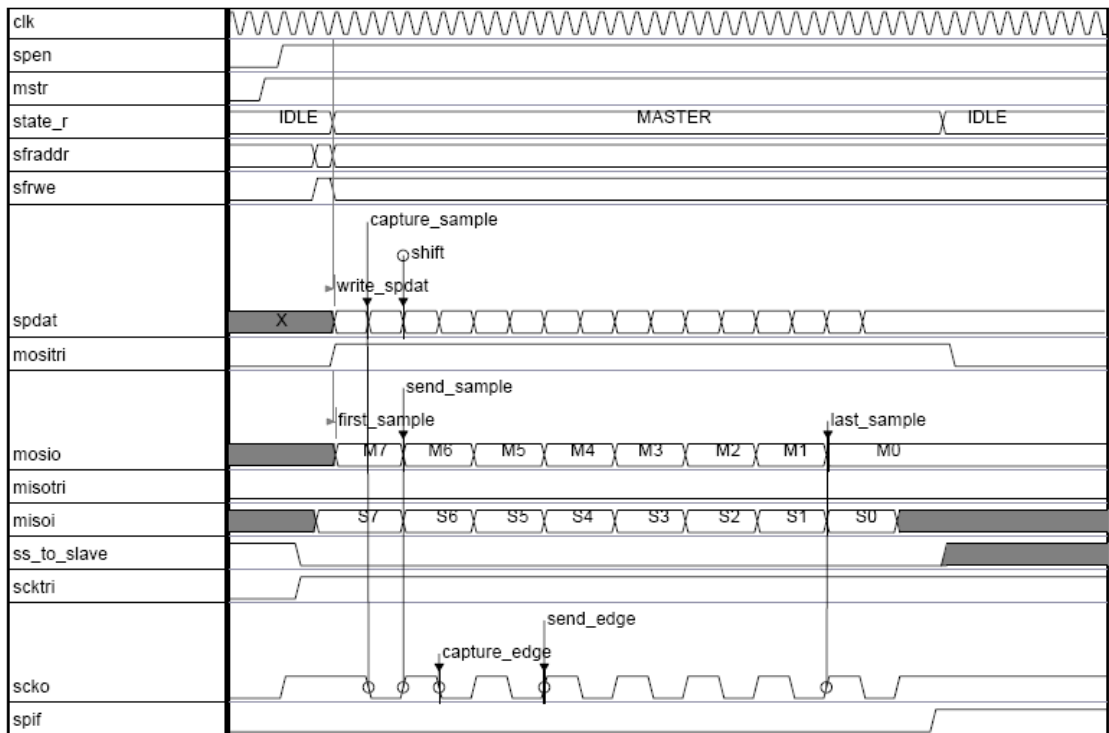 clk
spen
mstr
state_r IDLE MASTER IDLE
sfraddr
sfrwe
capture_sample
shift
write_spdat
spdat X
mositri
send_sample
first_sample last_sample
mosio M7 M6 M5 M4 M3 M2 M1 M0
misotri
misoi S7 S6 S5 S4 S3 S2 S1 S0
ss_to_slave
scktri
send_edge
capture_edge
scko
spif